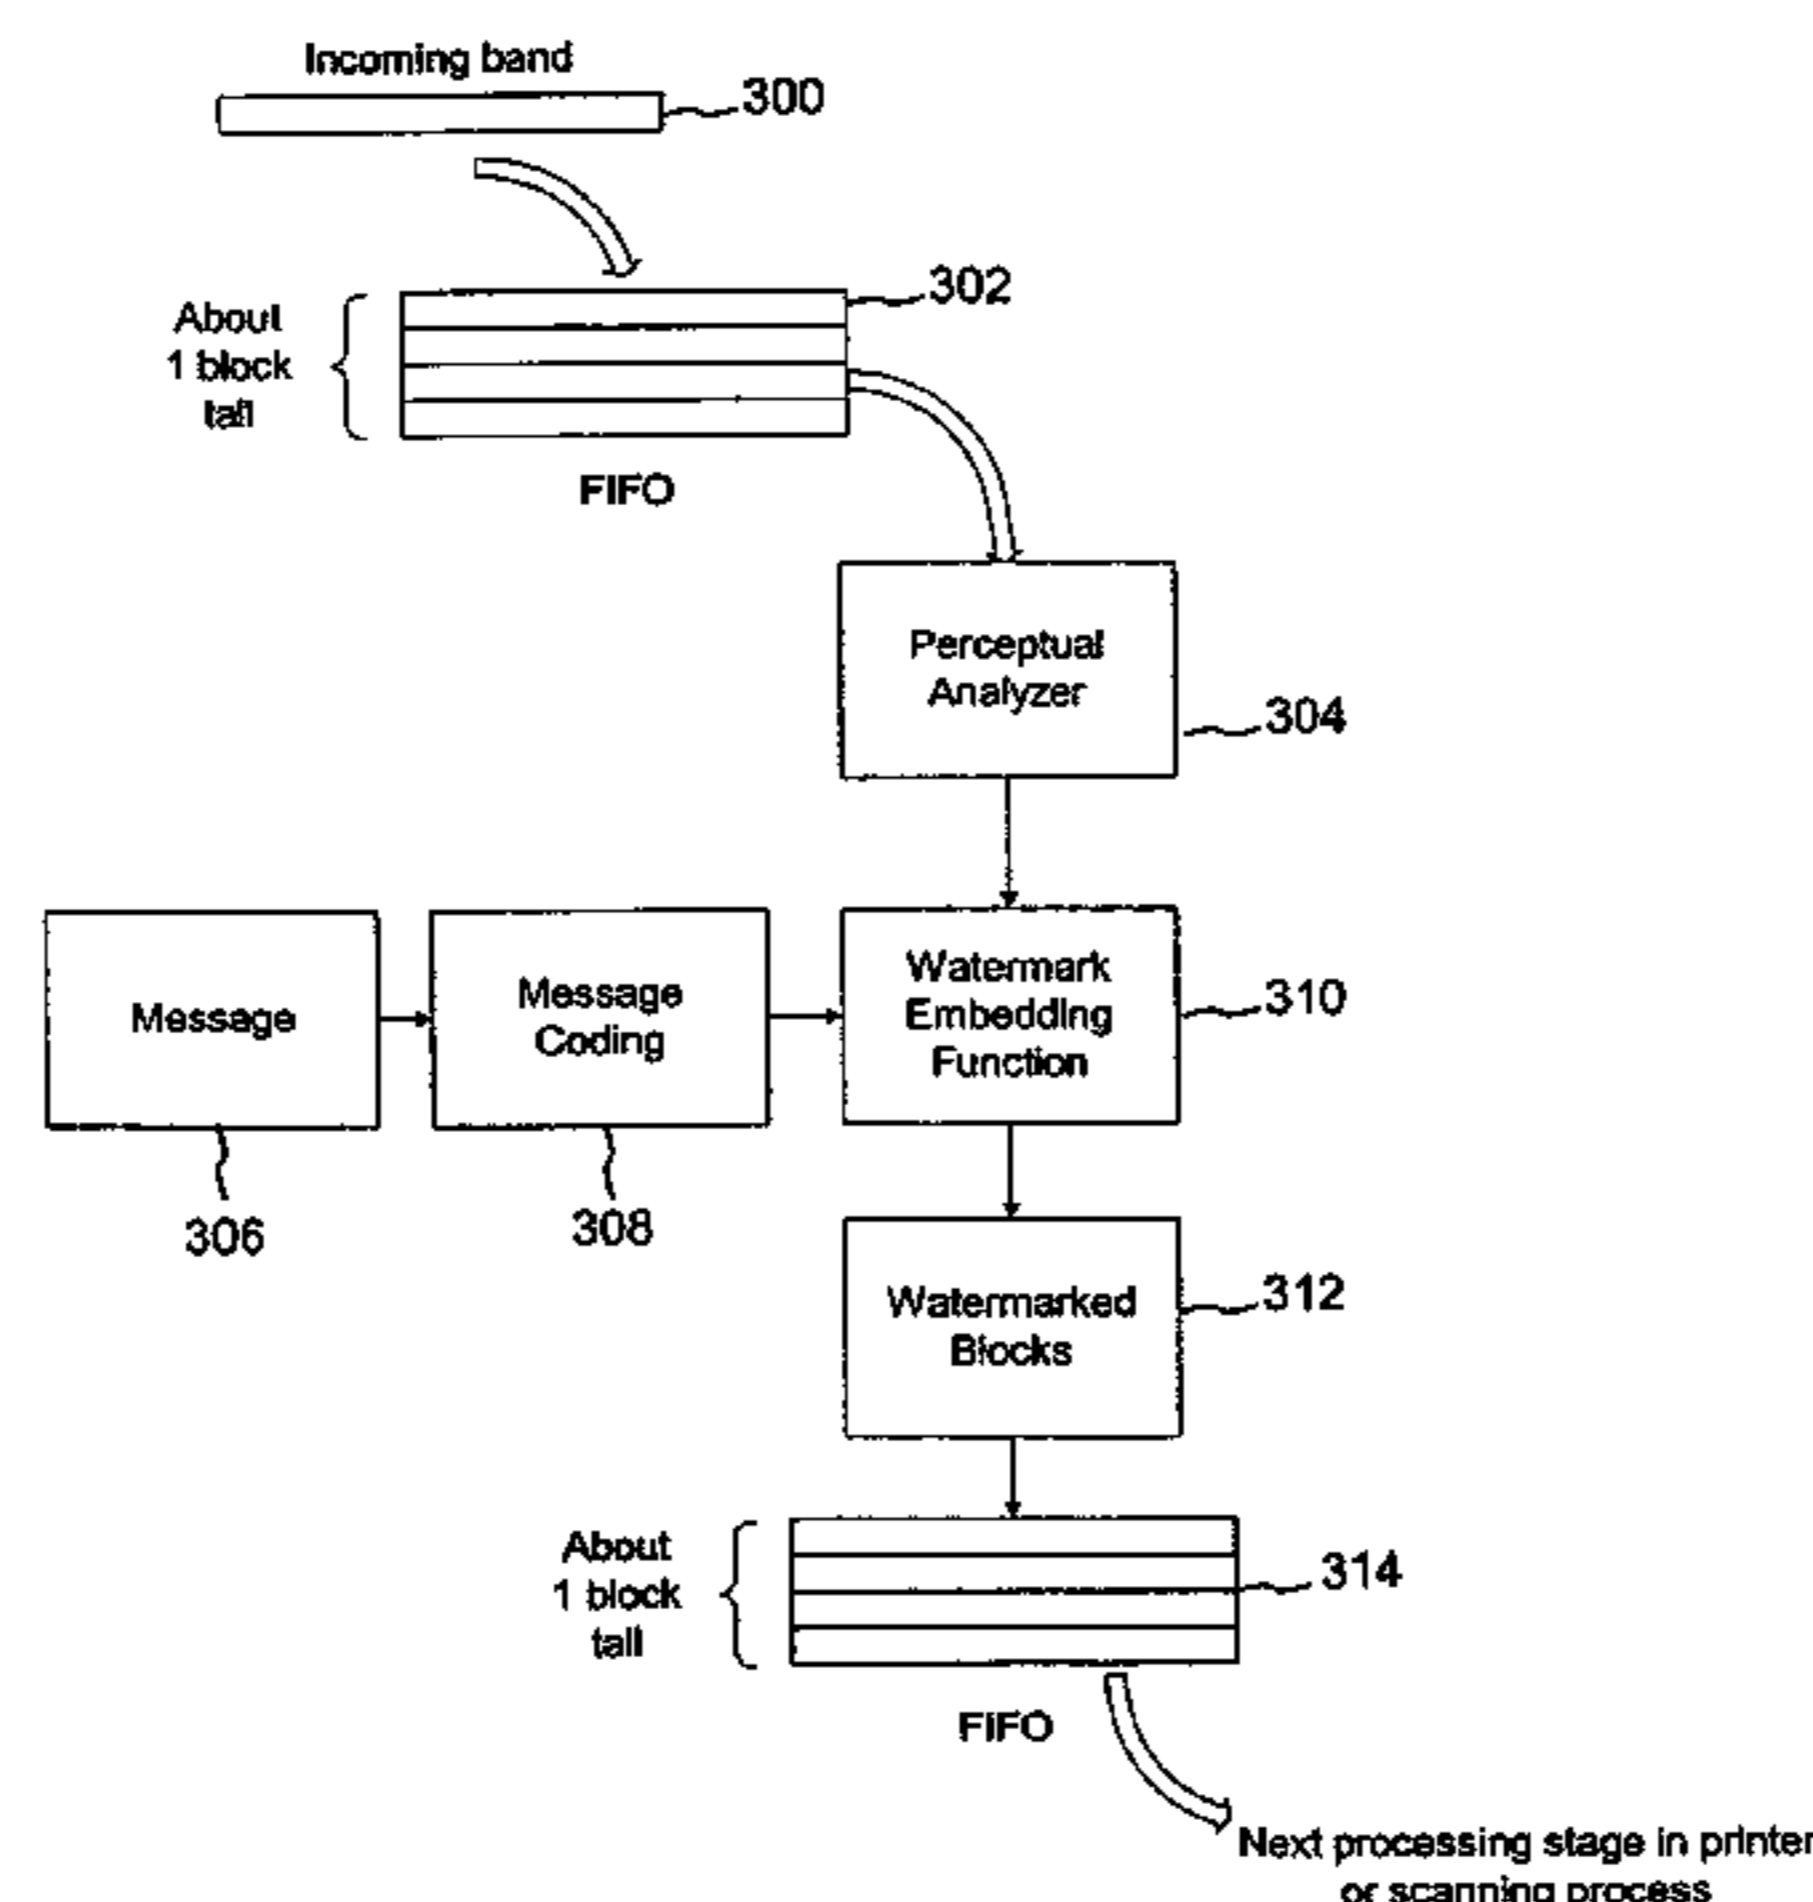 Incoming band
300
302
About
1 block
tall
FIFO
Perceptual
Analyzer
304
Message
306
Message
Coding
308
Watermark
Embedding
Function
310
Watermarked
Blocks
312
About
1 block
tall
314
FIFO
Next processing stage in printer
or scanning process